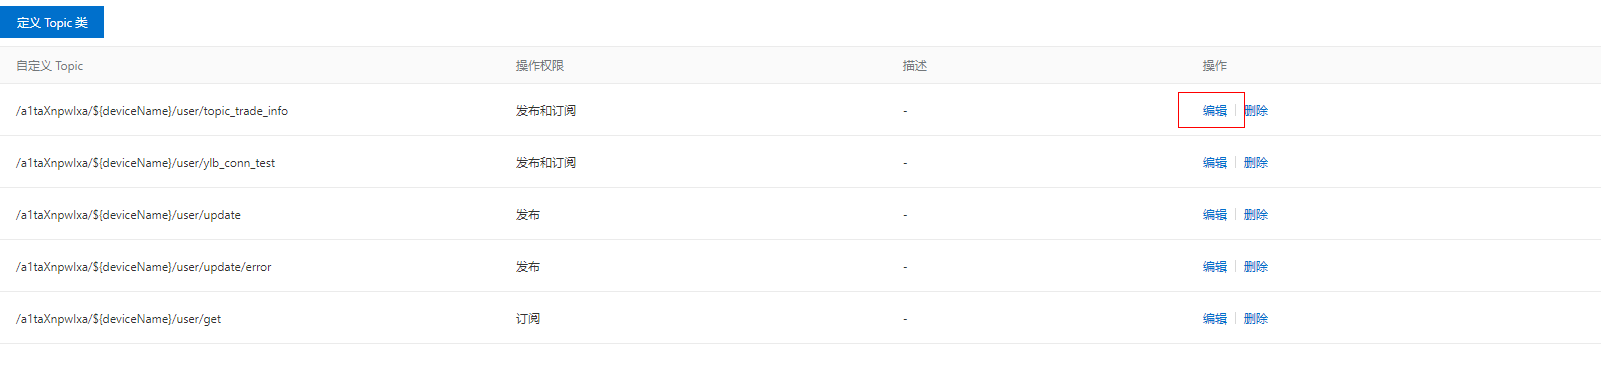 定义 Topic 类
自定义 Topic 操作权限 描述 操作
/a1taXnpwlxa/${deviceName}/user/topic_trade_info 发布和订阅 - 编辑 删除
/a1taXnpwlxa/${deviceName}/user/ylb_conn_test 发布和订阅 - 编辑 删除
/a1taXnpwlxa/${deviceName}/user/update 发布 - 编辑 删除
/a1taXnpwlxa/${deviceName}/user/update/error 发布 - 编辑 删除
/a1taXnpwlxa/${deviceName}/user/get 订阅 - 编辑 删除